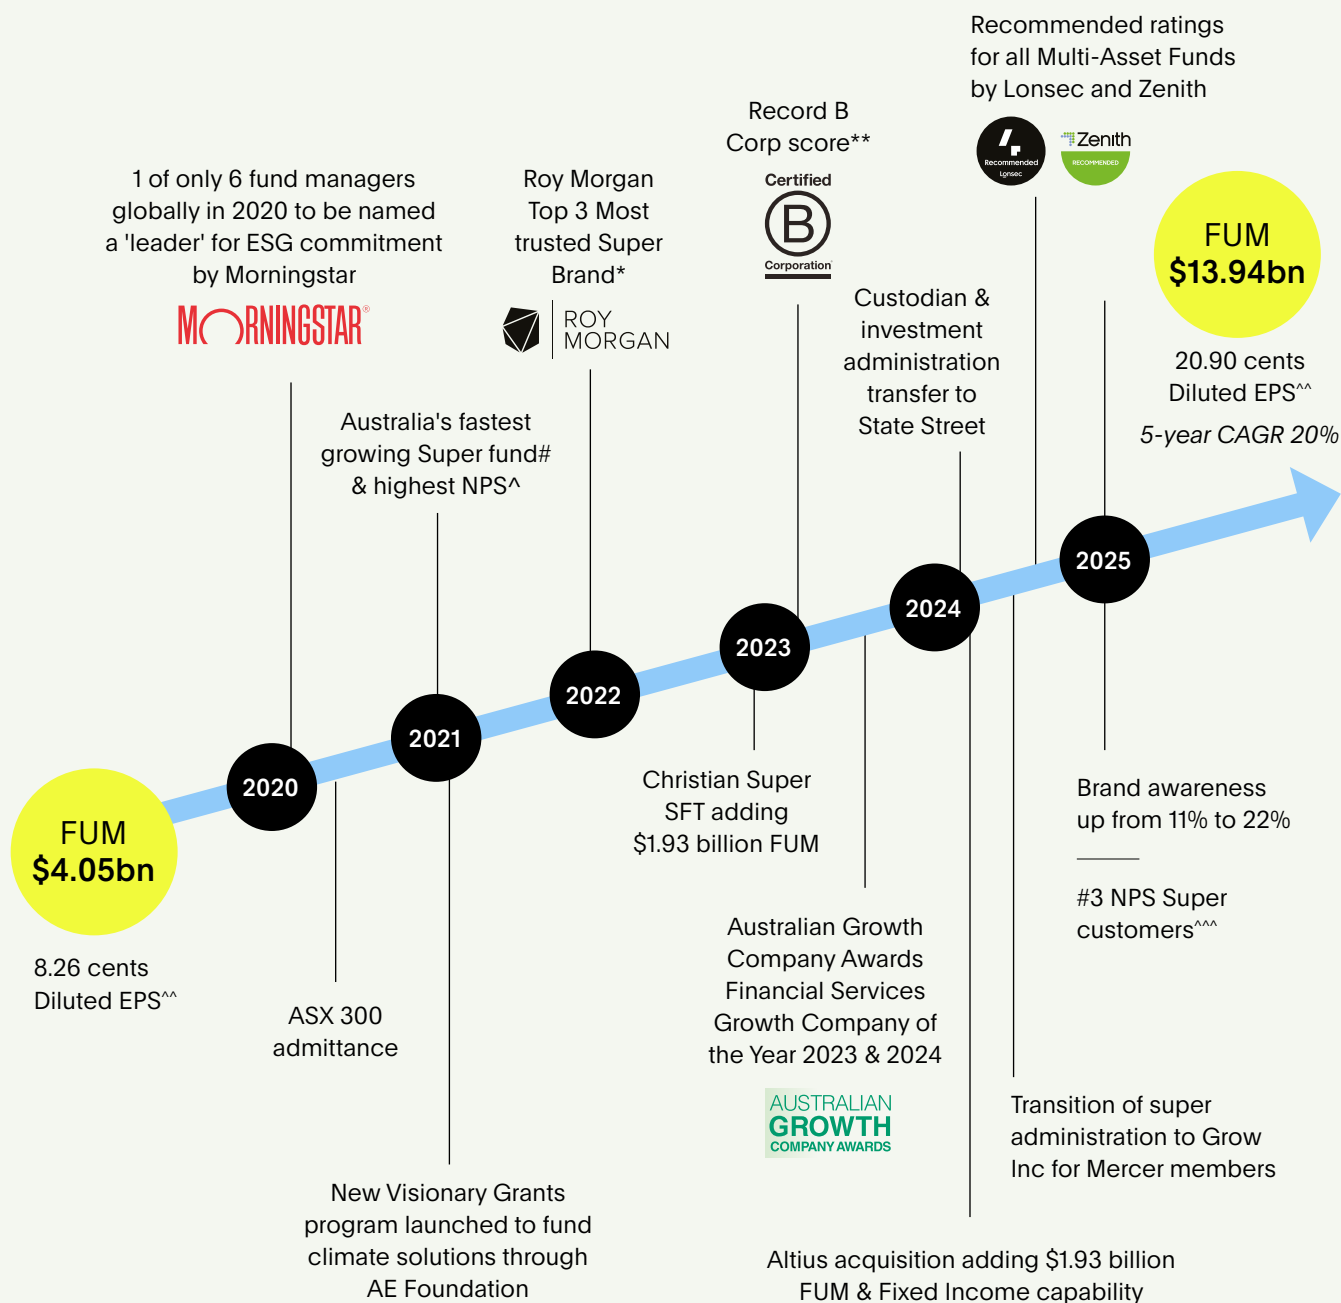 Recommended ratings
for all Multi-Asset Funds
by Lonsec and Zenith
Recommended
Lonsec
Zenith
RECOMMENDED
Record B
Corp score**
Certified
B
Corporation
1 of only 6 fund managers
globally in 2020 to be named
a 'leader' for ESG commitment
by Morningstar
MORNINGSTAR®
Roy Morgan
Top 3 Most
trusted Super
Brand*
ROY
MORGAN
FUM
$13.94bn
20.90 cents
Diluted EPS^^
5-year CAGR 20%
Custodian &
investment
administration
transfer to
State Street
Australia's fastest
growing Super fund#
& highest NPS^
2025
2024
2023
2022
2021
2020
FUM
$4.05bn
8.26 cents
Diluted EPS^^
ASX 300
admittance
New Visionary Grants
program launched to fund
climate solutions through
AE Foundation
Christian Super
SFT adding
$1.93 billion FUM
Australian Growth
Company Awards
Financial Services
Growth Company of
the Year 2023 & 2024
AUSTRALIAN
GROWTH
COMPANY AWARDS
Altius acquisition adding $1.93 billion
FUM & Fixed Income capability
Transition of super
administration to Grow
Inc for Mercer members
Brand awareness
up from 11% to 22%
#3 NPS Super
customers^^^